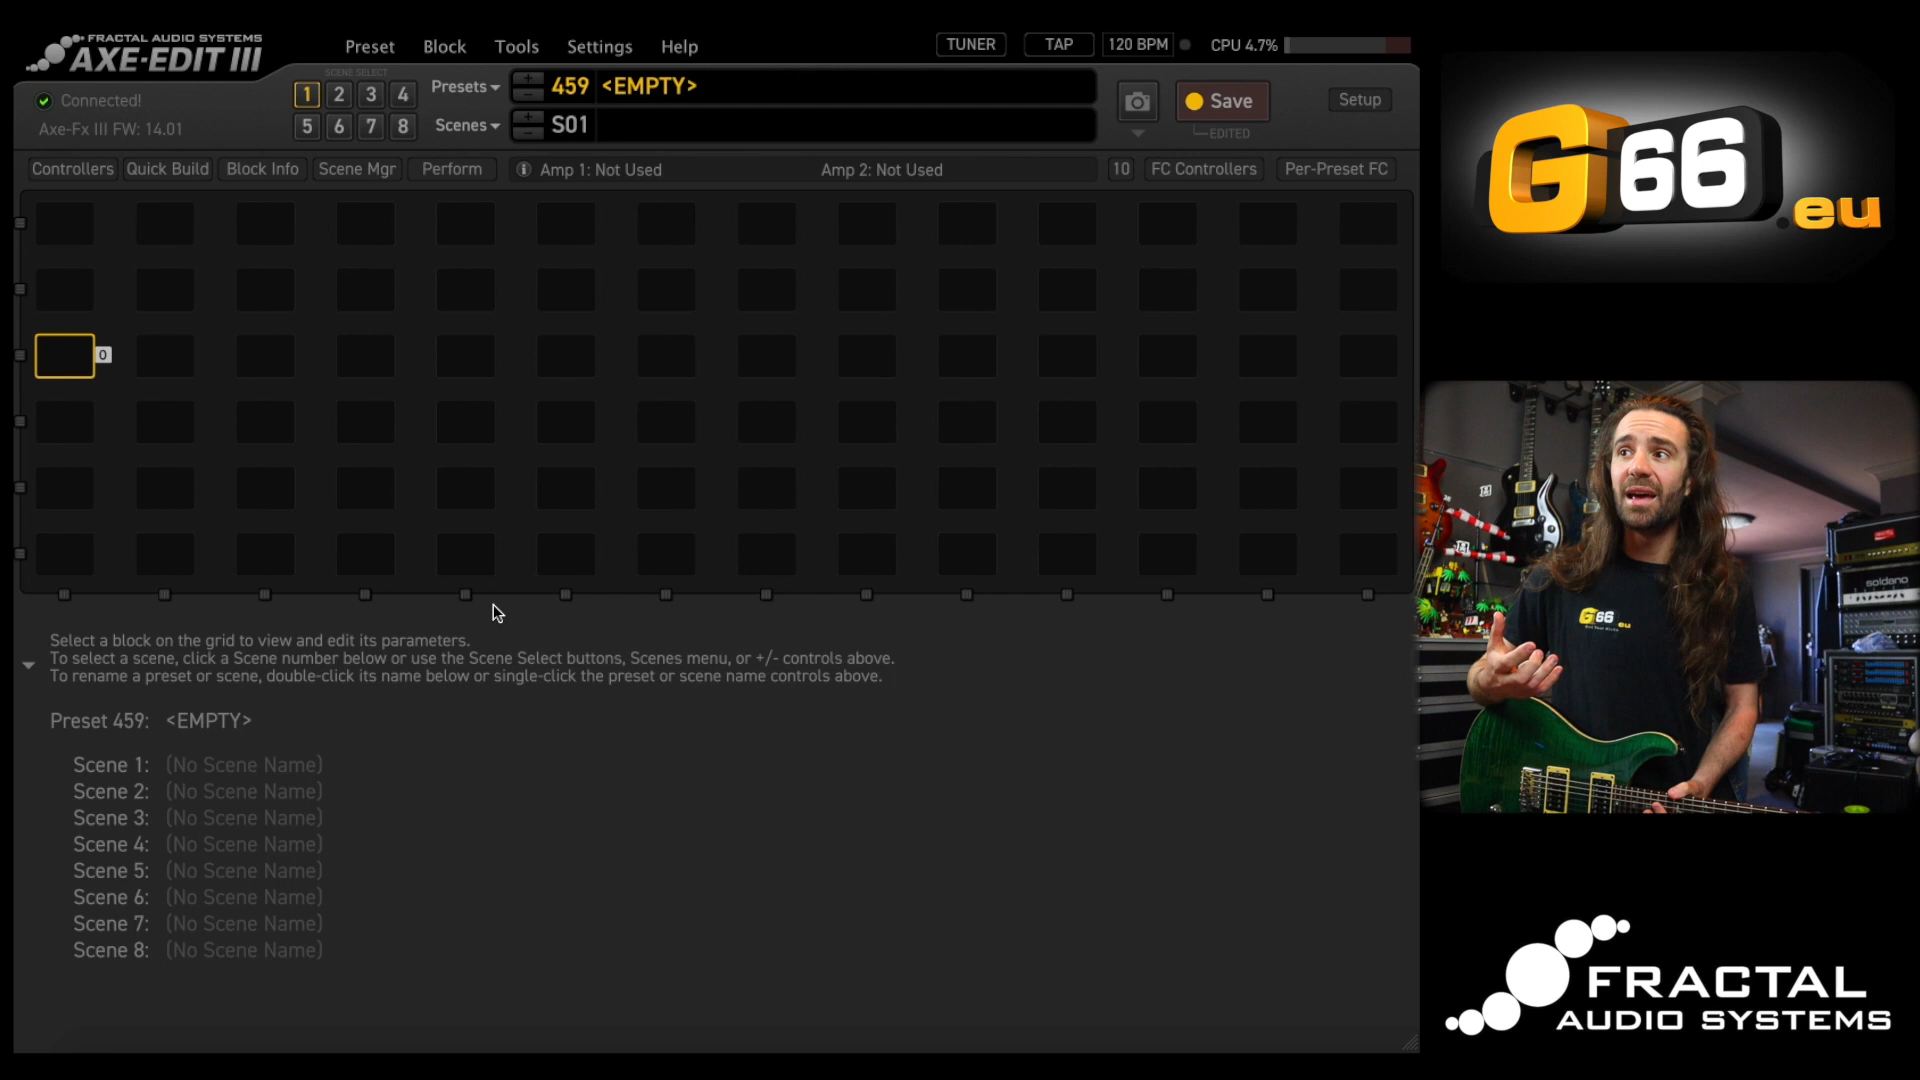 FRACTAL AUDIO SYSTEMS
AXE-EDIT III
Preset Block Tools Settings Help
TUNER TAP 120 BPM CPU 4.7%
Connected!
Axe-Fx III FW: 14.01
SCENE SELECT
1 2 3 4
5 6 7 8
Presets + - 459 <EMPTY>
Scenes + - S01
Save
EDITED
Setup
Controllers Quick Build Block Info Scene Mgr Perform Amp 1: Not Used Amp 2: Not Used 10 FC Controllers Per-Preset FC
0
Select a block on the grid to view and edit its parameters.
To select a scene, click a Scene number below or use the Scene Select buttons, Scenes menu, or +/- controls above.
To rename a preset or scene, double-click its name below or single-click the preset or scene name controls above.
Preset 459: <EMPTY>
Scene 1: (No Scene Name)
Scene 2: (No Scene Name)
Scene 3: (No Scene Name)
Scene 4: (No Scene Name)
Scene 5: (No Scene Name)
Scene 6: (No Scene Name)
Scene 7: (No Scene Name)
Scene 8: (No Scene Name)
G66.eu
soldano
G66.eu
FRACTAL
AUDIO SYSTEMS